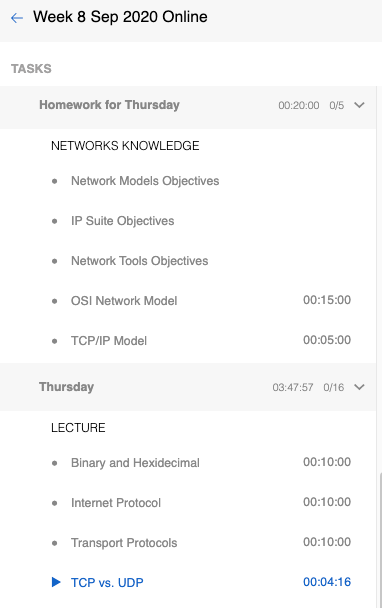 Week 8 Sep 2020 Online
TASKS
Homework for Thursday 00:20:00 0/5
NETWORKS KNOWLEDGE
Network Models Objectives
IP Suite Objectives
Network Tools Objectives
OSI Network Model 00:15:00
TCP/IP Model 00:05:00
Thursday 03:47:57 0/16
LECTURE
Binary and Hexidecimal 00:10:00
Internet Protocol 00:10:00
Transport Protocols 00:10:00
TCP vs. UDP 00:04:16